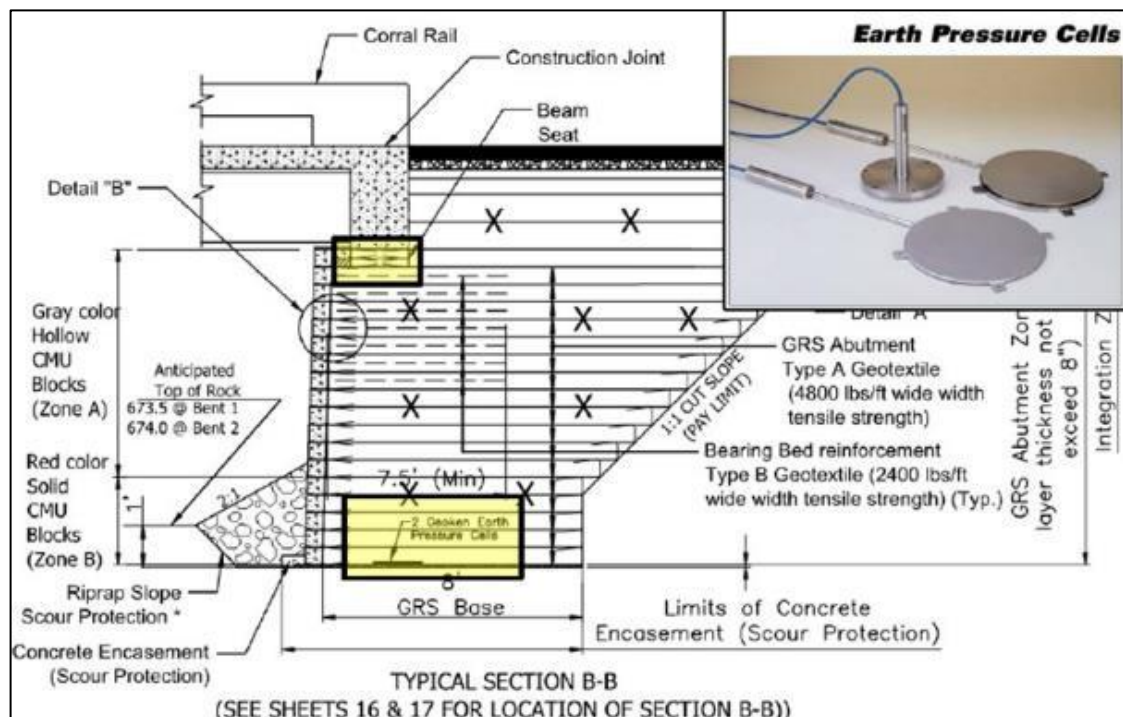 Earth Pressure Cells
Corral Rail
Construction Joint
Beam
Seat
Detail "B"
X X
X X X
X X
X X
Gray color
Hollow
CMU
Blocks
(Zone A)
Anticipated
Top of Rock
673.5 @ Bent 1
674.0 @ Bent 2
Red color
Solid
CMU
Blocks
(Zone B)
1'
2:1
7.5' (Min)
1:1 CUT SLOPE
(PAY LIMIT)
2 Geoken Earth
Pressure Cells
8'
GRS Base
Detail "A"
GRS Abutment
Type A Geotextile
(4800 lbs/ft wide width
tensile strength)
Bearing Bed reinforcement
Type B Geotextile (2400 lbs/ft
wide width tensile strength) (Typ.)
GRS Abutment Zon
layer thickness not
exceed 8")
Integration Z
Riprap Slope
Scour Protection *
Concrete Encasement
(Scour Protection)
Limits of Concrete
Encasement (Scour Protection)
TYPICAL SECTION B-B
(SEE SHEETS 16 & 17 FOR LOCATION OF SECTION B-B))